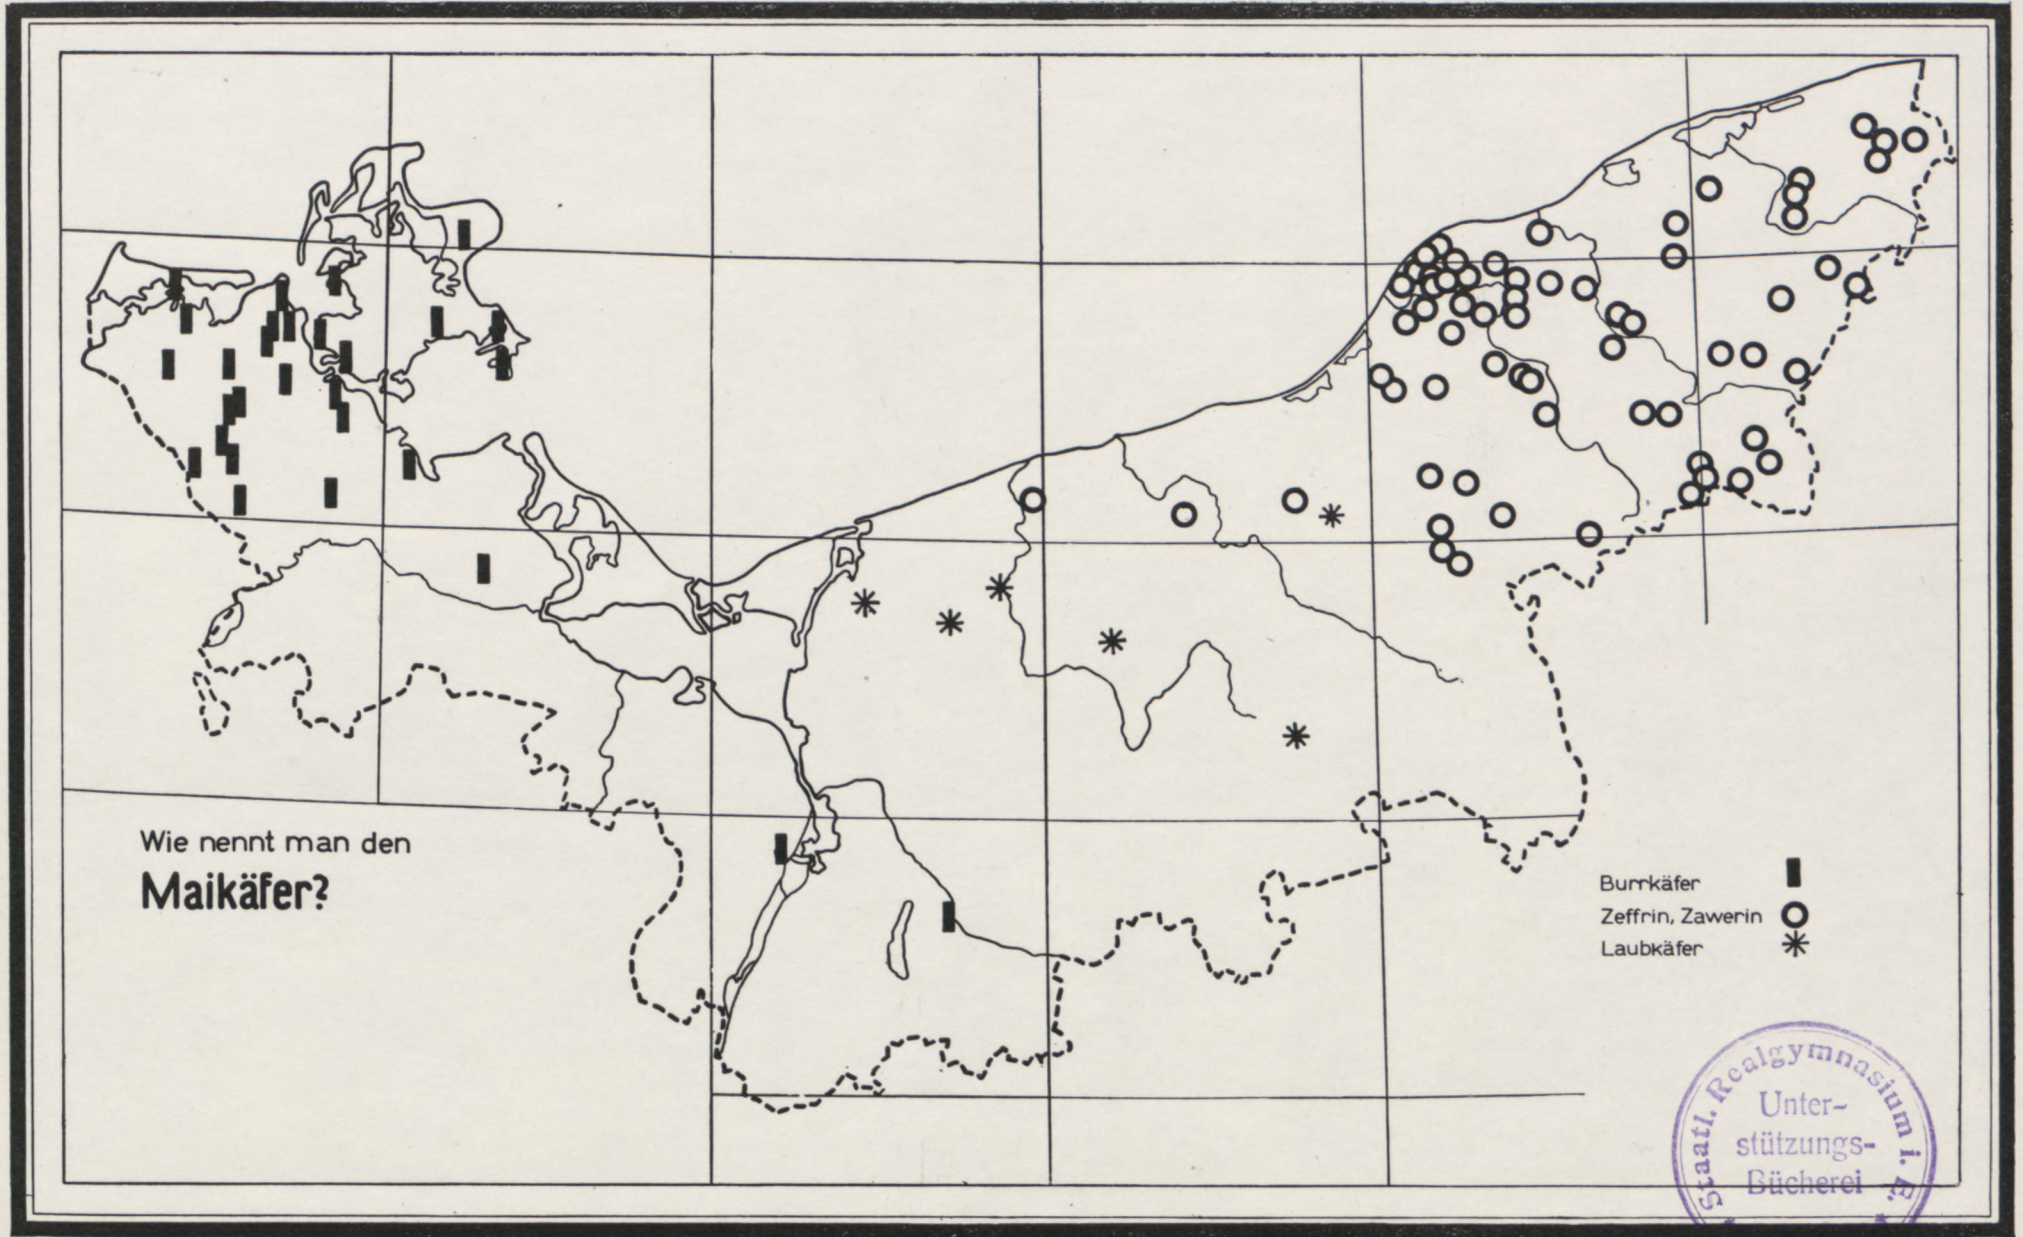 Wie nennt man den
Maikäfer?
Burrkäfer
Zeffrin, Zawerin
Laubkäfer
Staatl. Realgymnasium i. E.
Unter-
stützungs-
Bücherei